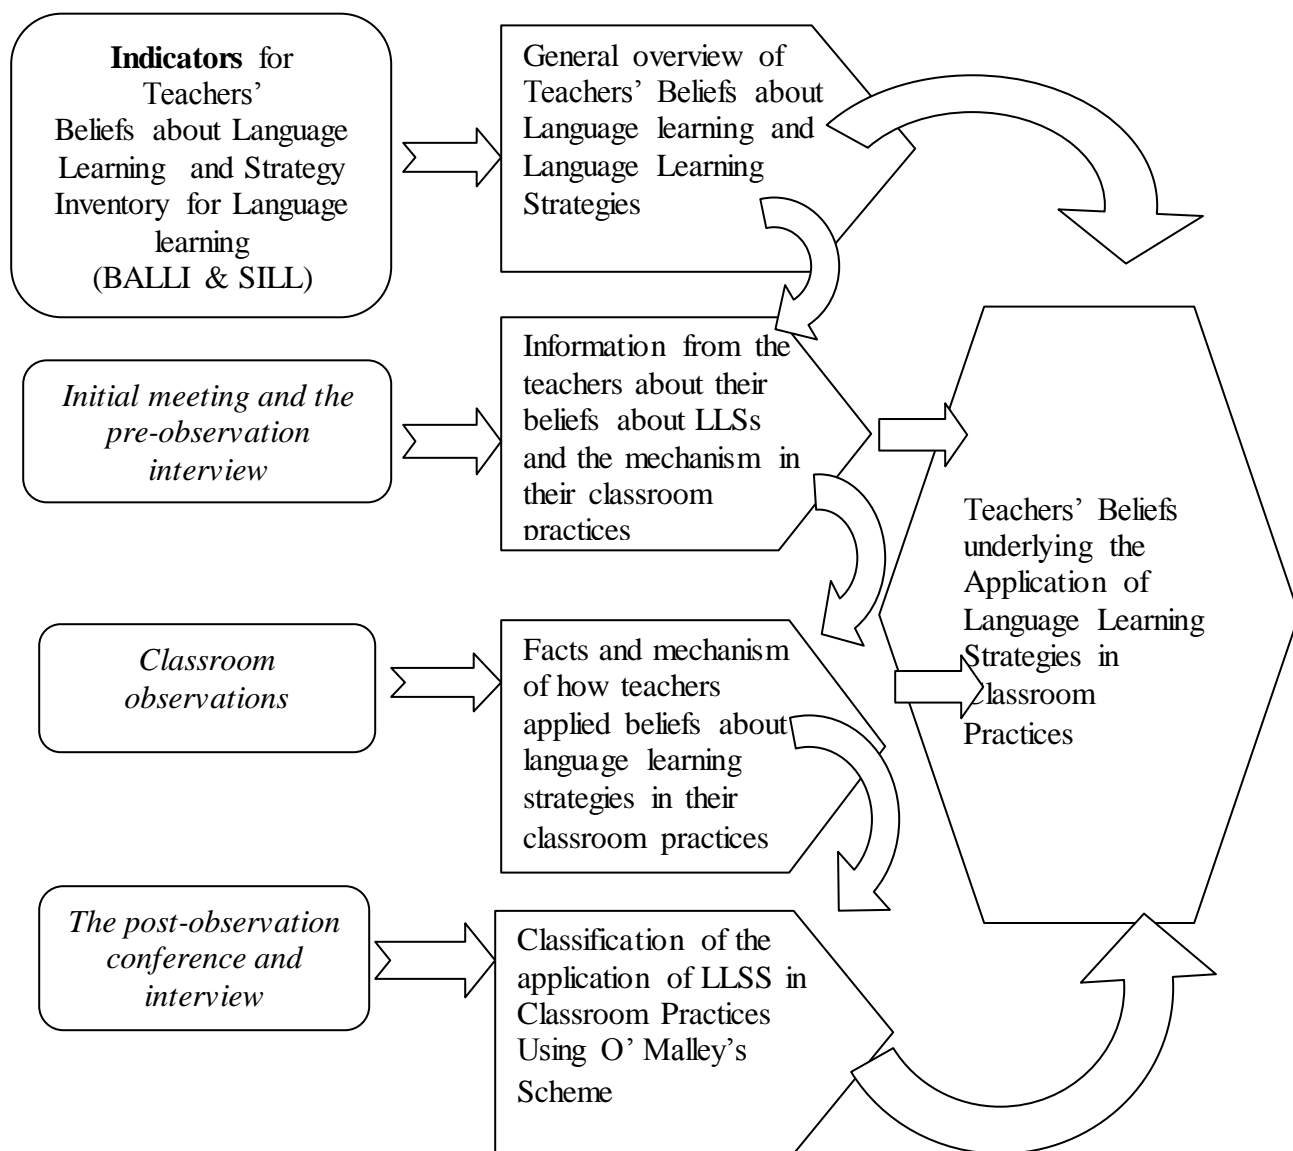 Indicators for
Teachers’
Beliefs about Language
Learning and Strategy
Inventory for Language
learning
(BALLI & SILL)
General overview of
Teachers’ Beliefs about
Language learning and
Language Learning
Strategies
Initial meeting and the
pre-observation
interview
Information from the
teachers about their
beliefs about LLSs
and the mechanism in
their classroom
practices
Classroom
observations
Facts and mechanism
of how teachers
applied beliefs about
language learning
strategies in their
classroom practices
The post-observation
conference and
interview
Classification of the
application of LLSS in
Classroom Practices
Using O’ Malley’s
Scheme
Teachers’ Beliefs
underlying the
Application of
Language Learning
Strategies in
Classroom
Practices